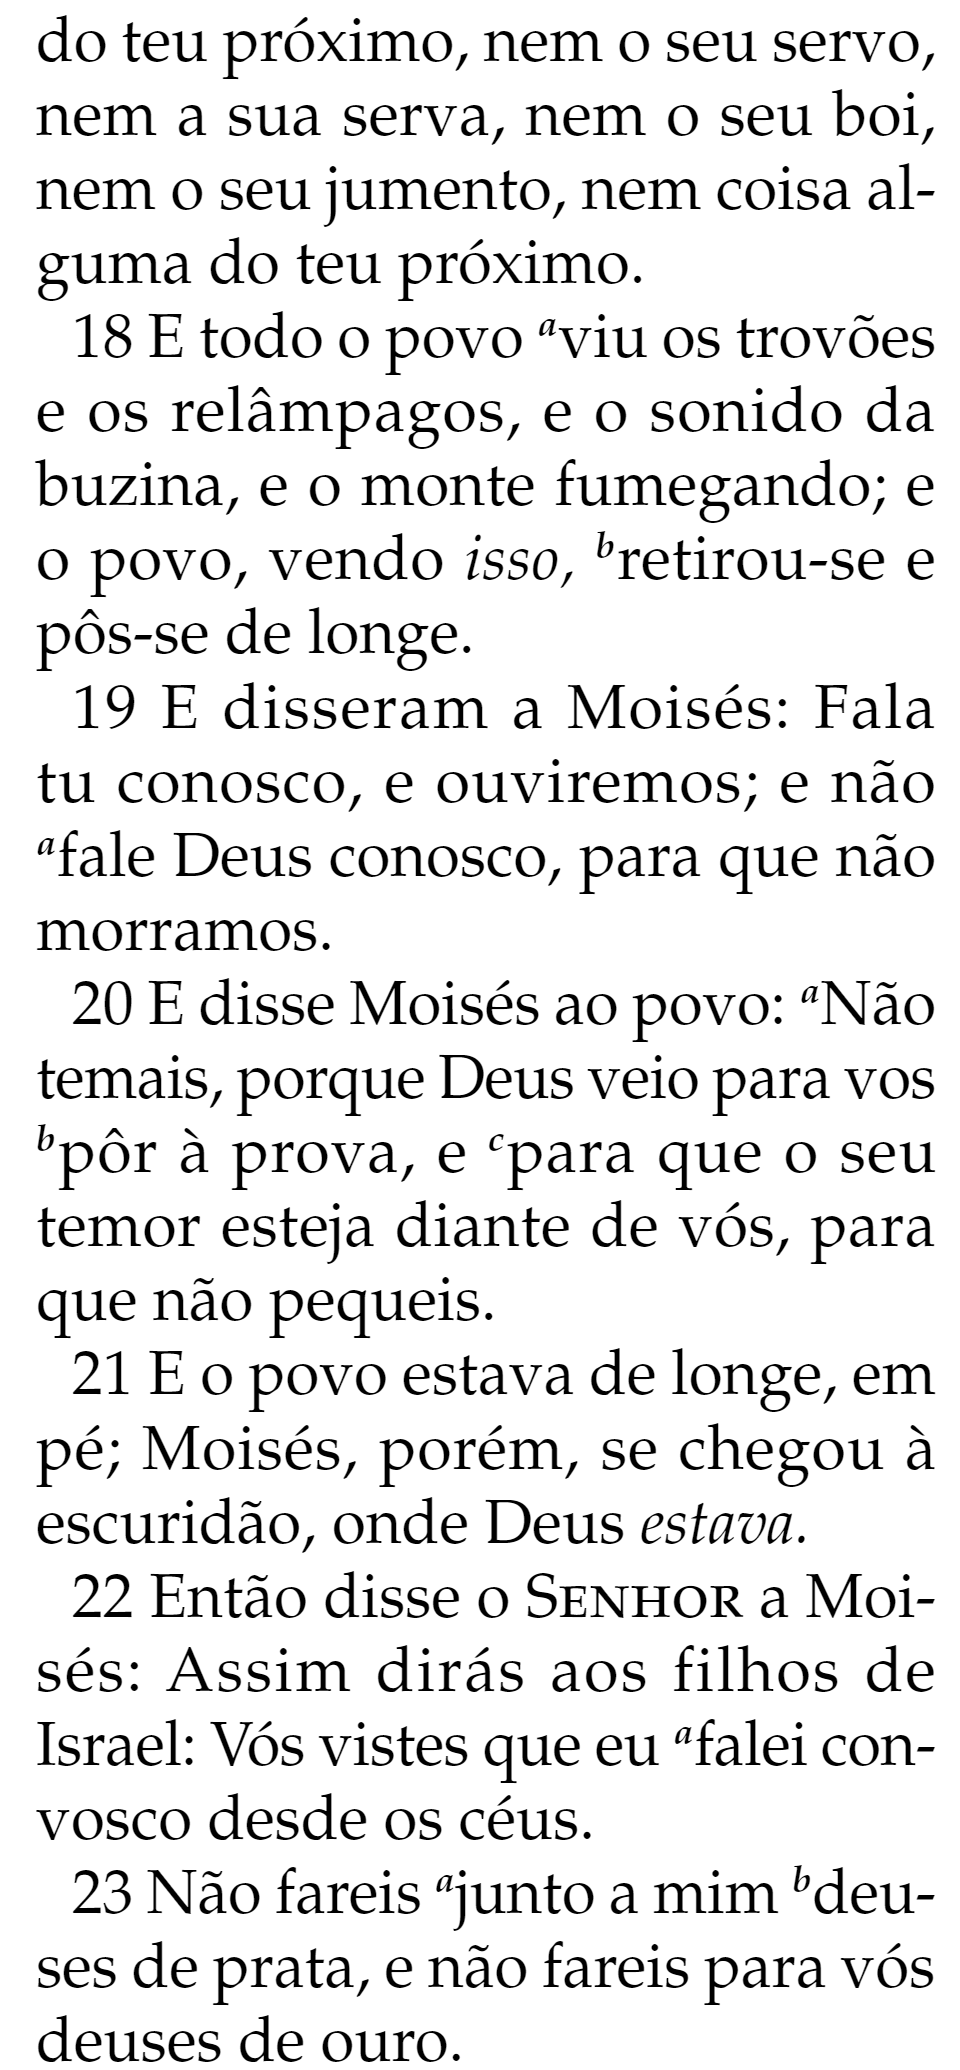 do teu próximo, nem o seu servo,
nem a sua serva, nem o seu boi,
nem o seu jumento, nem coisa al-
guma do teu próximo.
18 E todo o povo ᵃviu os trovões
e os relâmpagos, e o sonido da
buzina, e o monte fumegando; e
o povo, vendo isso, ᵇretirou-se e
pôs-se de longe.
19 E disseram a Moisés: Fala
tu conosco, e ouviremos; e não
ᵃfale Deus conosco, para que não
morramos.
20 E disse Moisés ao povo: ᵃNão
temais, porque Deus veio para vos
ᵇpôr à prova, e ᶜpara que o seu
temor esteja diante de vós, para
que não pequeis.
21 E o povo estava de longe, em
pé; Moisés, porém, se chegou à
escuridão, onde Deus estava.
22 Então disse o SENHOR a Moi-
sés: Assim dirás aos filhos de
Israel: Vós vistes que eu ᵃfalei con-
vosco desde os céus.
23 Não fareis ᵃjunto a mim ᵇdeu-
ses de prata, e não fareis para vós
deuses de ouro.